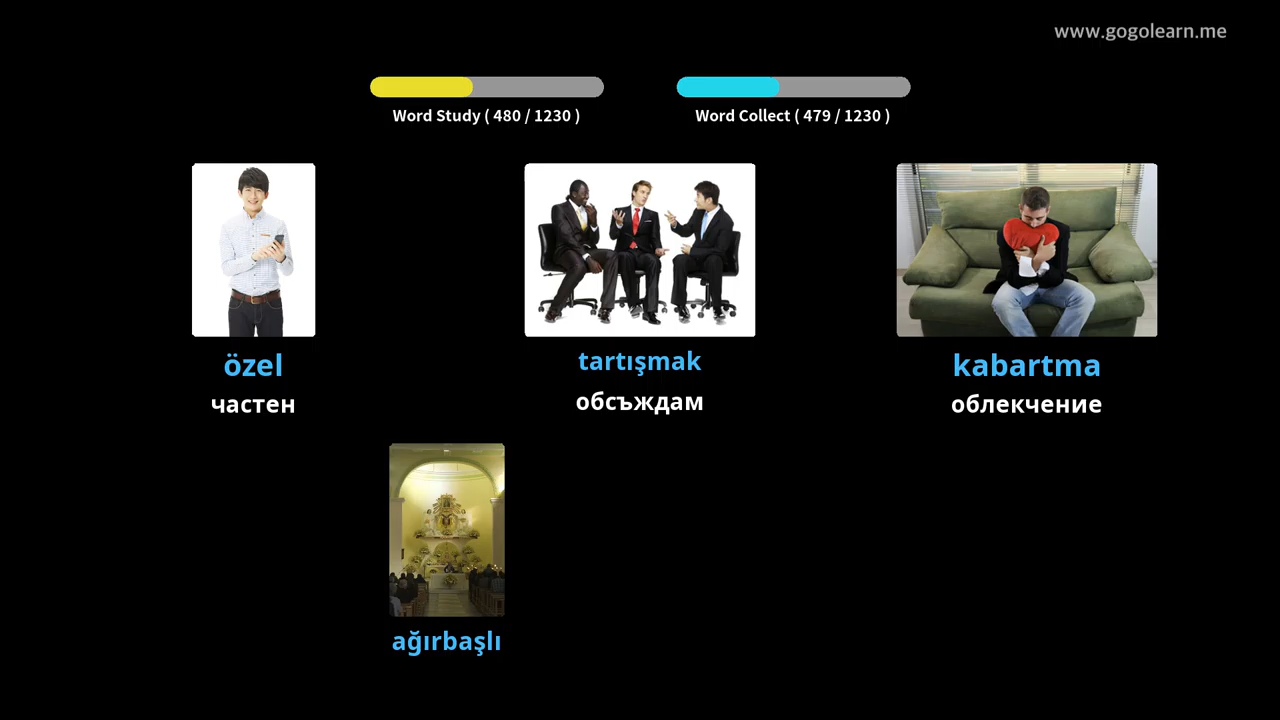 www.gogolearn.me
Word Study ( 480 / 1230 )
Word Collect ( 479 / 1230 )
özel
tartışmak
kabartma
частен
обсъждам
облекчение
ağırbaşlı